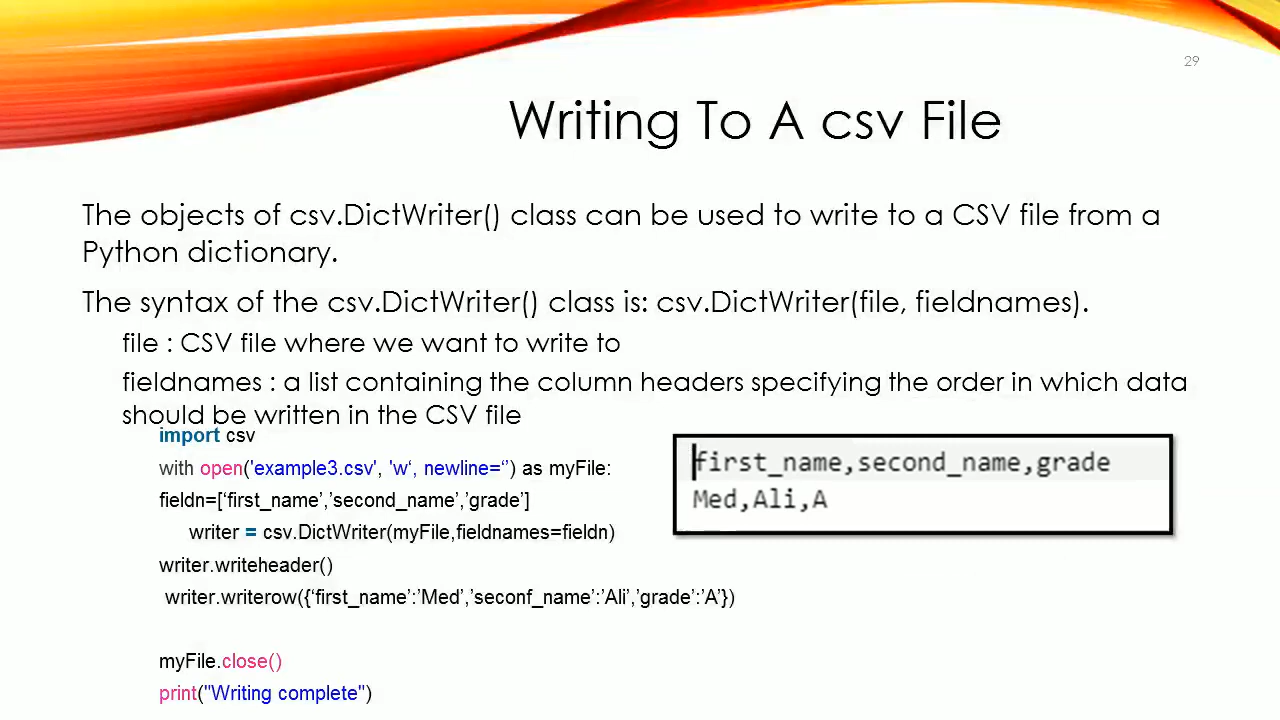 29
Writing To A csv File
The objects of csv.DictWriter() class can be used to write to a CSV file from a
Python dictionary.
The syntax of the csv.DictWriter() class is: csv.DictWriter(file, fieldnames).
file : CSV file where we want to write to
fieldnames : a list containing the column headers specifying the order in which data
should be written in the CSV file
import csv
with open('example3.csv', 'w‘, newline=‘’) as myFile:
fieldn=[‘first_name’,’second_name’,’grade’]
writer = csv.DictWriter(myFile,fieldnames=fieldn)
writer.writeheader()
writer.writerow({‘first_name’:’Med’,’seconf_name’:’Ali’,’grade’:’A’})
myFile.close()
print("Writing complete")
first_name,second_name,grade
Med,Ali,A